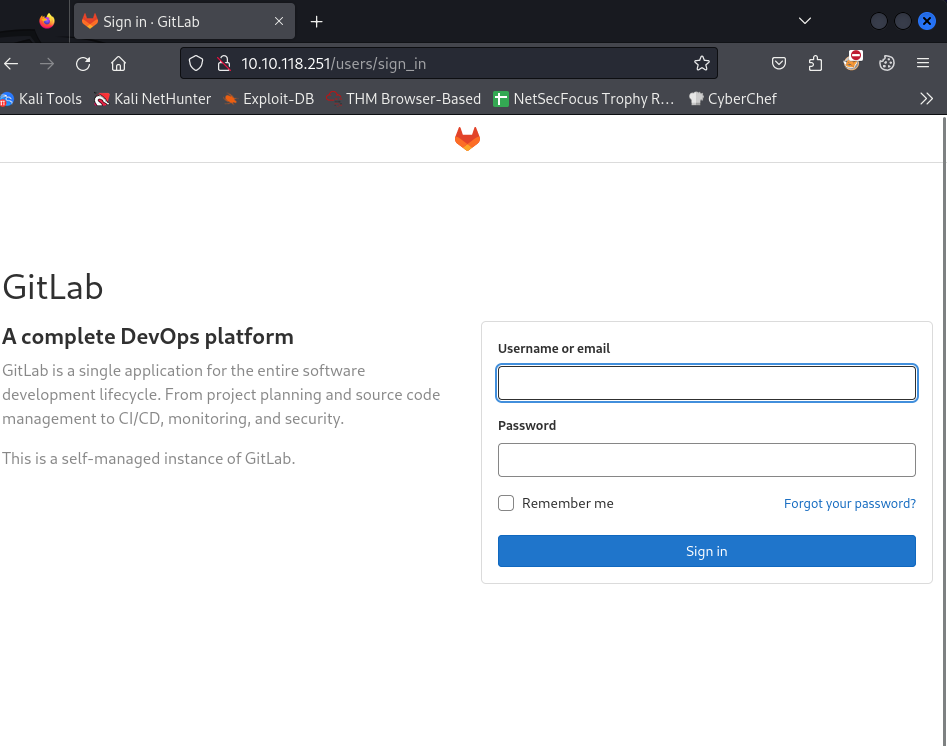 Sign in · GitLab
10.10.118.251/users/sign_in
Kali Tools Kali NetHunter Exploit-DB THM Browser-Based NetSecFocus Trophy R... CyberChef
GitLab
A complete DevOps platform
GitLab is a single application for the entire software
development lifecycle. From project planning and source code
management to CI/CD, monitoring, and security.
This is a self-managed instance of GitLab.
Username or email
Password
Remember me Forgot your password?
Sign in